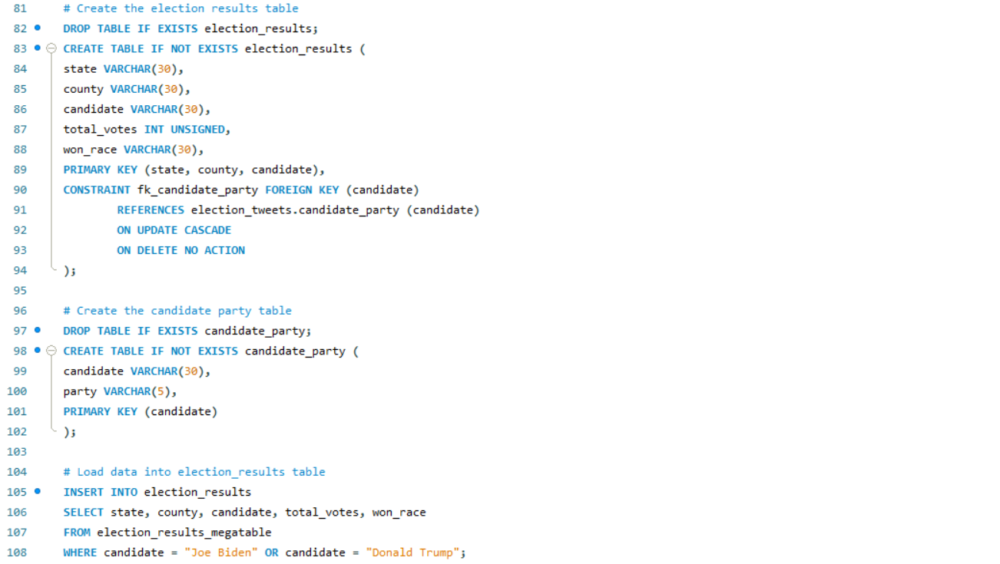 81 # Create the election results table
82 DROP TABLE IF EXISTS election_results;
83 CREATE TABLE IF NOT EXISTS election_results (
84 state VARCHAR(30),
85 county VARCHAR(30),
86 candidate VARCHAR(30),
87 total_votes INT UNSIGNED,
88 won_race VARCHAR(30),
89 PRIMARY KEY (state, county, candidate),
90 CONSTRAINT fk_candidate_party FOREIGN KEY (candidate)
91 REFERENCES election_tweets.candidate_party (candidate)
92 ON UPDATE CASCADE
93 ON DELETE NO ACTION
94 );
95
96 # Create the candidate party table
97 DROP TABLE IF EXISTS candidate_party;
98 CREATE TABLE IF NOT EXISTS candidate_party (
99 candidate VARCHAR(30),
100 party VARCHAR(5),
101 PRIMARY KEY (candidate)
102 );
103
104 # Load data into election_results table
105 INSERT INTO election_results
106 SELECT state, county, candidate, total_votes, won_race
107 FROM election_results_megatable
108 WHERE candidate = "Joe Biden" OR candidate = "Donald Trump";